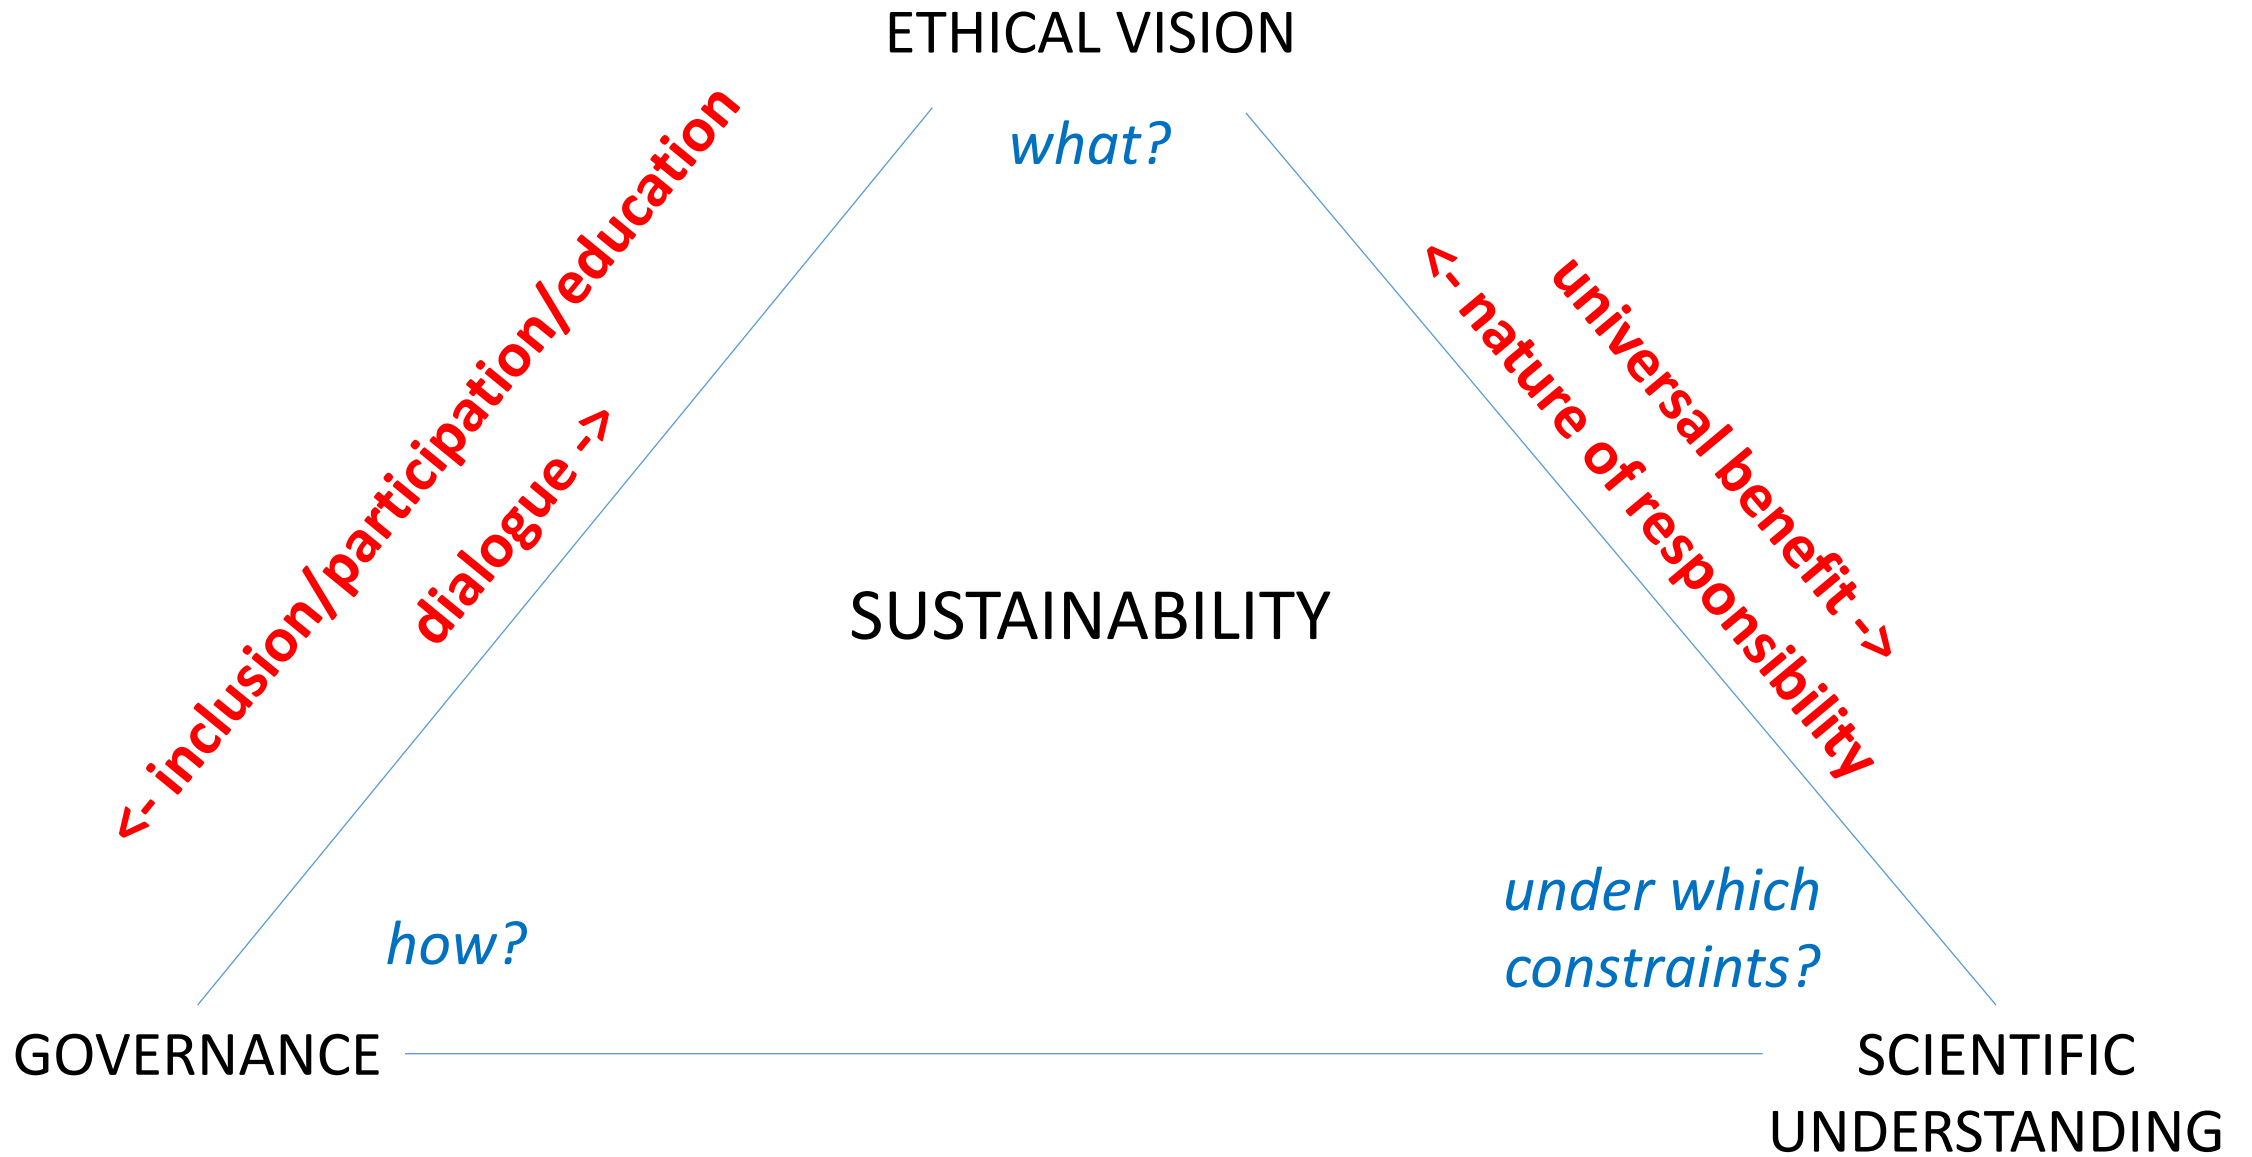 ETHICAL VISION
what?
<- inclusion/participation/education
dialogue ->
universal benefit ->
<- nature of responsibility
SUSTAINABILITY
how?
under which
constraints?
GOVERNANCE
SCIENTIFIC
UNDERSTANDING